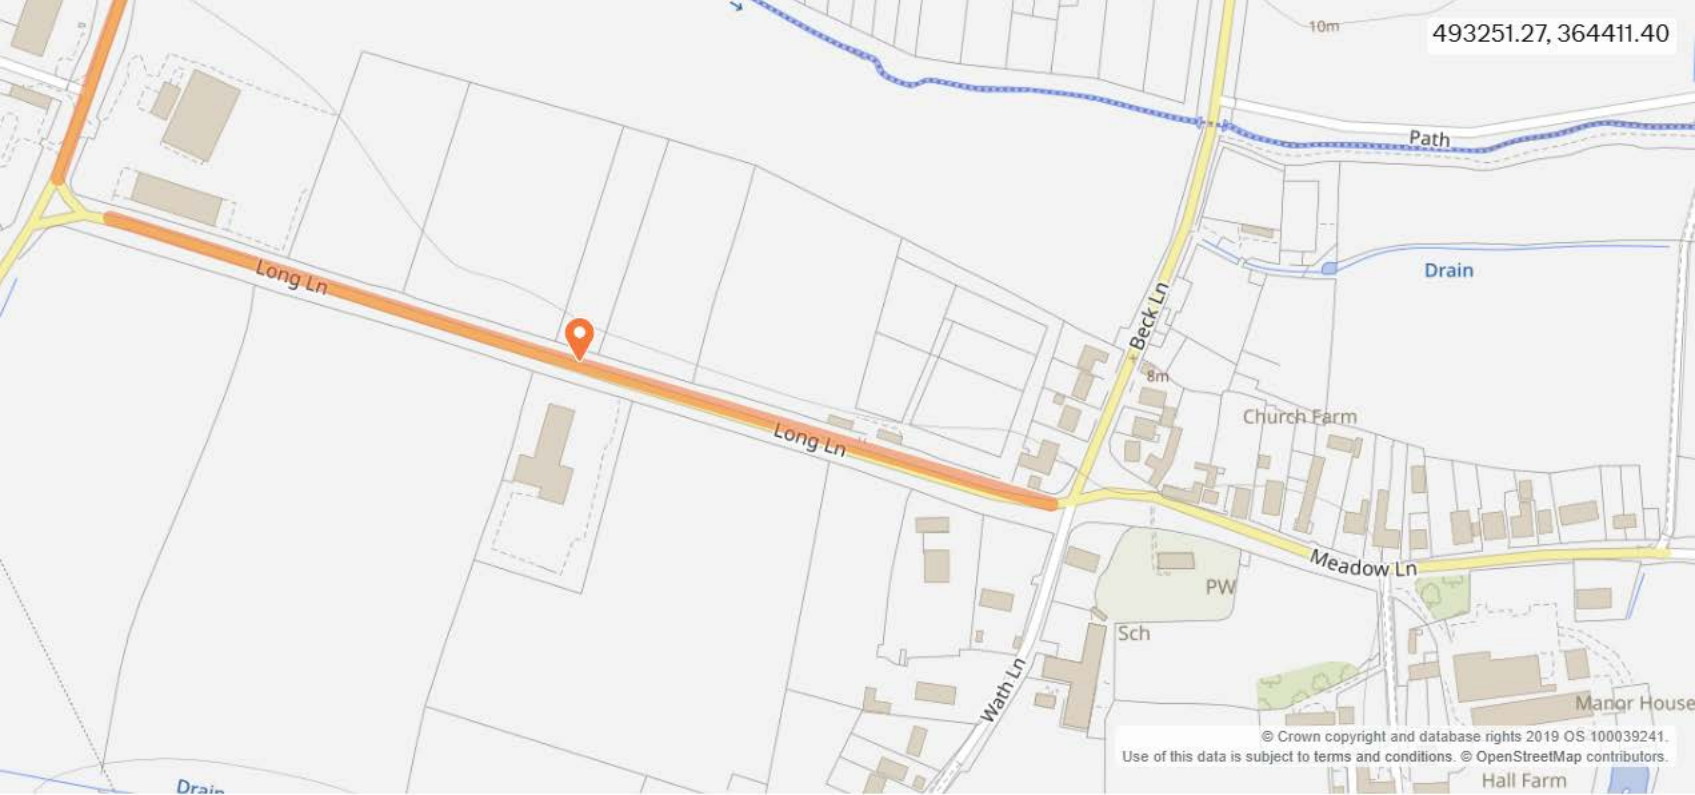 10m
493251.27, 364411.40
Path
Long Ln
Drain
Beck Ln
8m
Church Farm
Long Ln
Meadow Ln
PW
Sch
Wath Ln
Manor House
© Crown copyright and database rights 2019 OS 100039241.
Use of this data is subject to terms and conditions. © OpenStreetMap contributors.
Hall Farm
Drain